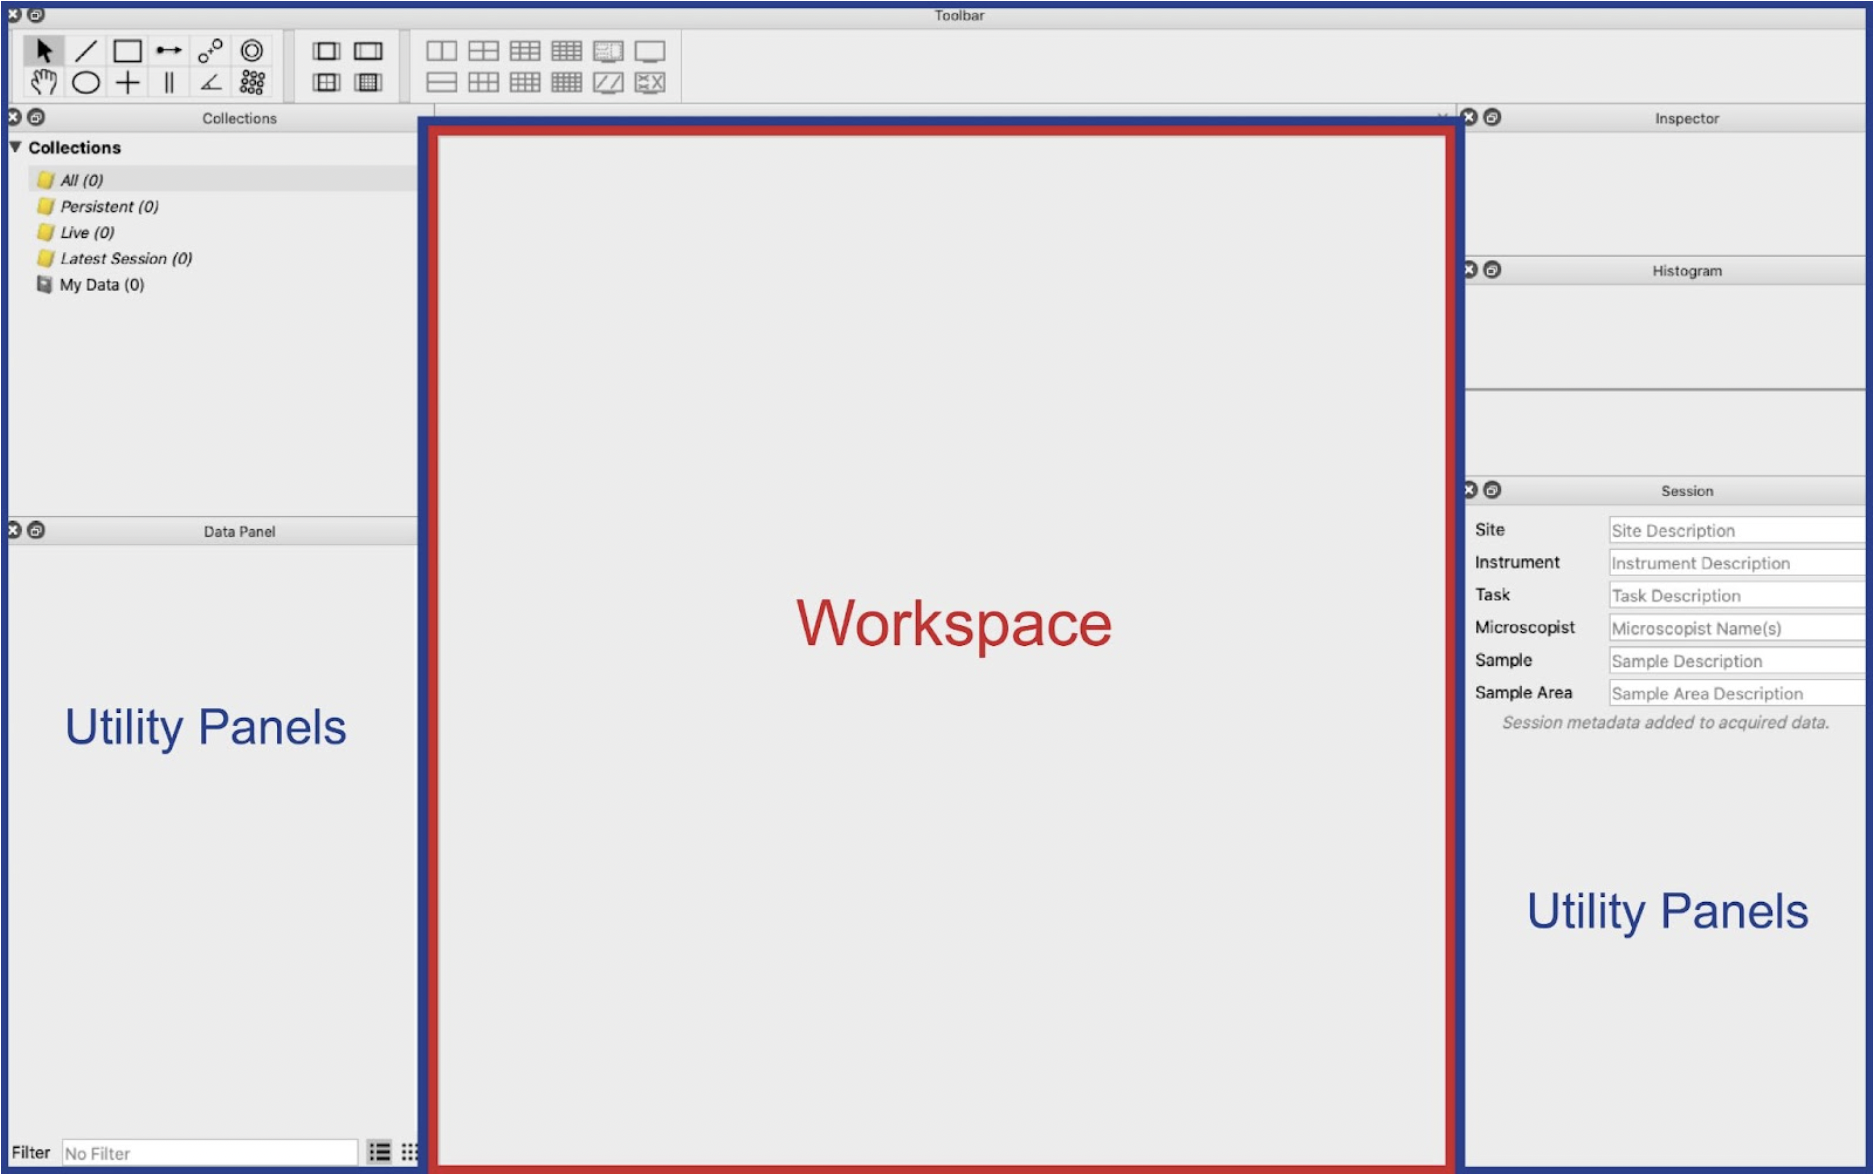 Toolbar
Collections
Collections
All (0)
Persistent (0)
Live (0)
Latest Session (0)
My Data (0)
Data Panel
Utility Panels
Filter No Filter
Workspace
Inspector
Histogram
Session
Site Site Description
Instrument Instrument Description
Task Task Description
Microscopist Microscopist Name(s)
Sample Sample Description
Sample Area Sample Area Description
Session metadata added to acquired data.
Utility Panels